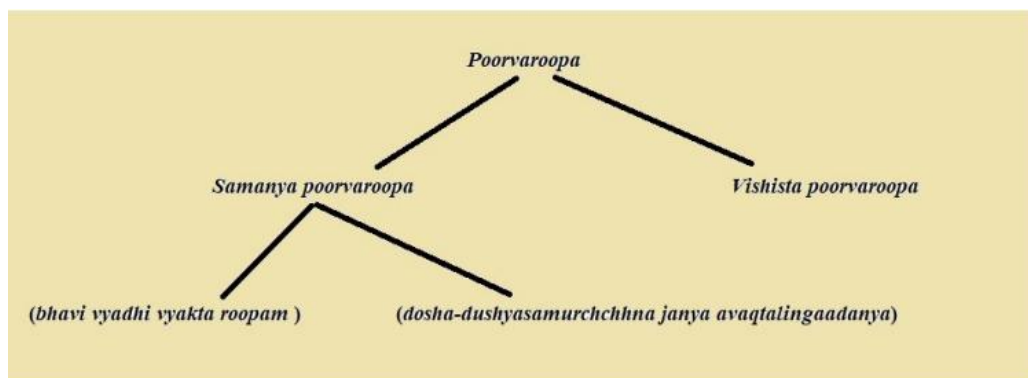 Poorvaroopa
Samanya poorvaroopa Vishista poorvaroopa
(bhavi vyadhi vyakta roopam ) (dosha-dushyasamurchchhna janya avaqtalingaadanya)